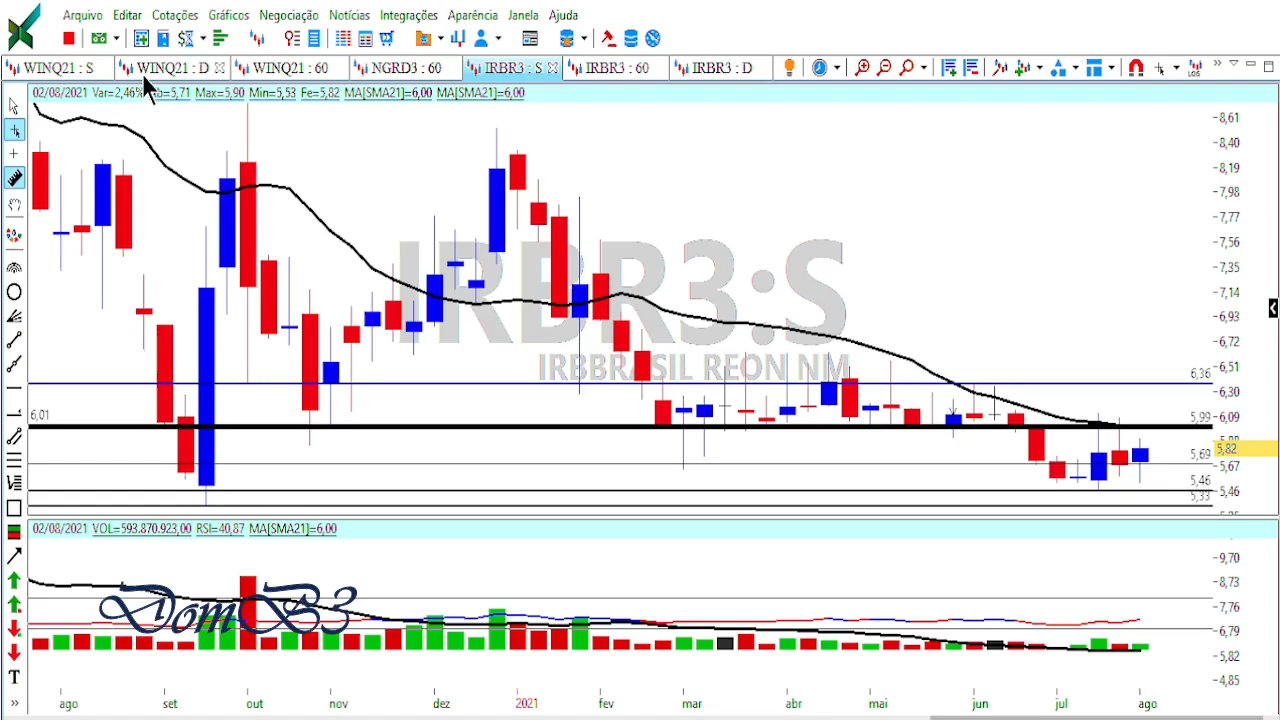 Arquivo Editar Cotações Gráficos Negociação Notícias Integrações Aparência Janela Ajuda
WINQ21 : S WINQ21 : D WINQ21 : 60 NGRD3 : 60 IRBR3 : S IRBR3 : 60 IRBR3 : D
LOG
02/08/2021 Var=2,46% Ab=5,71 Max=5,90 Min=5,53 Fe=5,82 MA[SMA21]=6,00 MA[SMA21]=6,00
8,61
8,40
8,19
7,98
7,77
7,56
7,35
7,14
6,93
6,72
6,51
6,30
6,09
5,82
5,67
5,46
IRBR3:S
IRBBRASIL REON NM
6,36
6,01
5,99
5,69
5,46
5,33
T
02/08/2021 VOL=593.870.923,00 RSI=40,87 MA[SMA21]=6,00
9,70
8,73
7,76
6,79
5,82
4,85
DomB3
ago set out nov dez 2021 fev mar abr mai jun jul ago